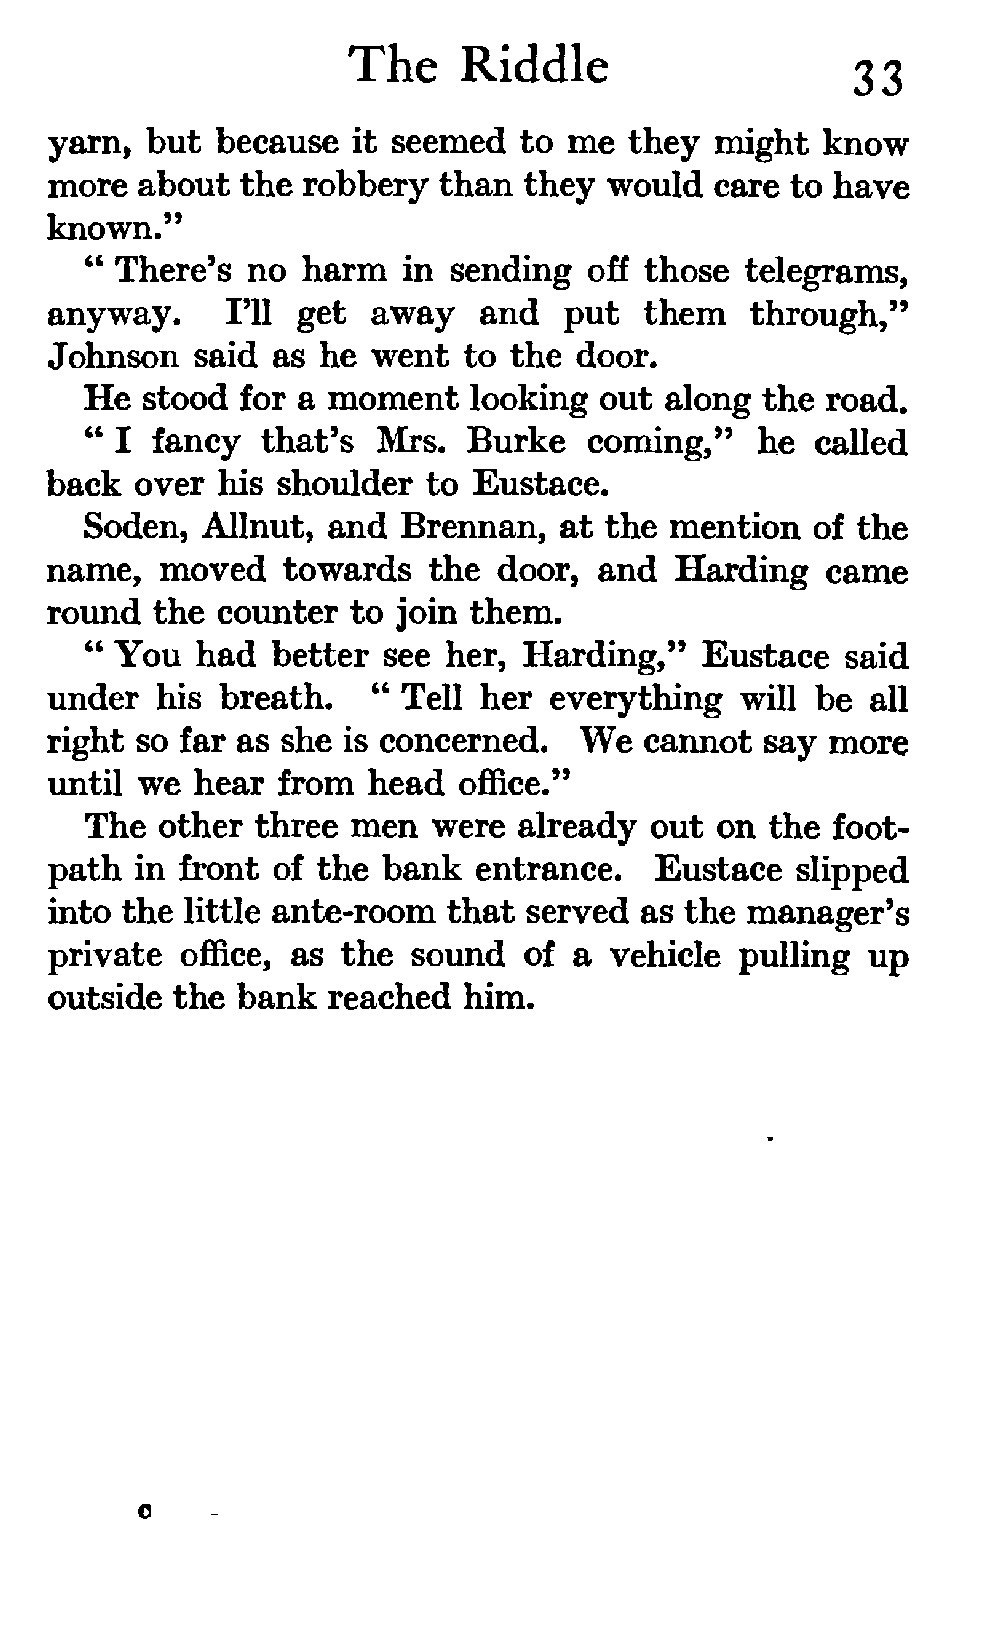 The Riddle 33
yarn, but because it seemed to me they might know
more about the robbery than they would care to have
known."
" There's no harm in sending off those telegrams,
anyway. I'll get away and put them through,"
Johnson said as he went to the door.
He stood for a moment looking out along the road.
" I fancy that's Mrs. Burke coming," he called
back over his shoulder to Eustace.
Soden, Allnut, and Brennan, at the mention of the
name, moved towards the door, and Harding came
round the counter to join them.
" You had better see her, Harding," Eustace said
under his breath. " Tell her everything will be all
right so far as she is concerned. We cannot say more
until we hear from head office."
The other three men were already out on the foot-
path in front of the bank entrance. Eustace slipped
into the little ante-room that served as the manager's
private office, as the sound of a vehicle pulling up
outside the bank reached him.
C